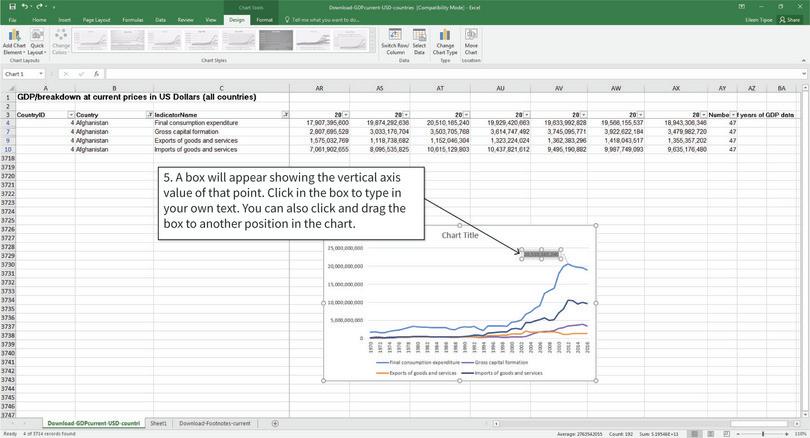 Chart Tools
Download-GDPcurrent-USD-countries [Compatibility Mode] - Excel
File Home Insert Page Layout Formulas Data Review View Design Format Tell me what you want to do... Eileen Tipoe Share
Add Chart Element Quick Layout Change Colors Switch Row/ Column Select Data Change Chart Type Move Chart
Chart Layouts Chart Styles Data Type Location
Chart 1 fx
A B C AR AS AT AU AV AW AX AY AZ BA
1 GDP/breakdown at current prices in US Dollars (all countries)
2
3 CountryID Country IndicatorName 20 20 20 20 20 20 20 Numbe f years of GDP data
4 4 Afghanistan Final consumption expenditure 17,907,395,600 19,874,292,636 20,510,165,240 19,929,420,663 19,633,992,828 19,566,155,537 18,943,308,346 47
7 4 Afghanistan Gross capital formation 2,807,695,528 3,033,176,704 3,503,705,768 3,614,747,492 3,745,095,771 3,922,622,184 3,479,982,720 47
9 4 Afghanistan Exports of goods and services 1,575,032,769 1,118,738,682 1,152,046,304 1,323,224,024 1,362,383,296 1,418,043,517 1,355,357,202 47
10 4 Afghanistan Imports of goods and services 7,061,902,655 8,095,535,825 10,615,129,803 10,437,821,612 9,495,190,882 9,987,749,093 9,635,176,480 47
3718
3719
3720
3721
3722
3723
3724
3725
3726
3727
3728
3729
3730
3731
3732
3733
3734
3735
3736
3737
3738
3739
3740
3741
3742
3743
3744
3745
3746
3747
5. A box will appear showing the vertical axis
value of that point. Click in the box to type in
your own text. You can also click and drag the
box to another position in the chart.
Chart Title
20,510,165,240
25,000,000,000
20,000,000,000
15,000,000,000
10,000,000,000
5,000,000,000
0
1970 1972 1974 1976 1978 1980 1982 1984 1986 1988 1990 1992 1994 1996 1998 2000 2002 2004 2006 2008 2010 2012 2014 2016
Final consumption expenditure Gross capital formation
Exports of goods and services Imports of goods and services
Download-GDPcurrent-USD-countri Sheet1 Download-Footnotes-current
Ready 4 of 3714 records found Count: 192 110%